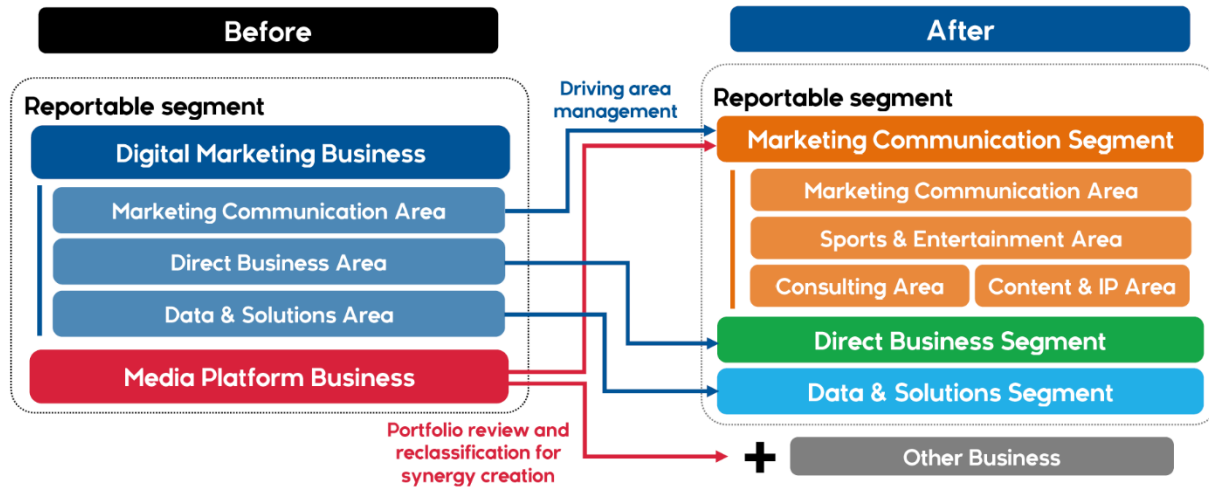 Before
Reportable segment
Digital Marketing Business
Marketing Communication Area
Direct Business Area
Data & Solutions Area
Media Platform Business
Driving area
management
Portfolio review and
reclassification for
synergy creation
After
Reportable segment
Marketing Communication Segment
Marketing Communication Area
Sports & Entertainment Area
Consulting Area
Content & IP Area
Direct Business Segment
Data & Solutions Segment
+
Other Business